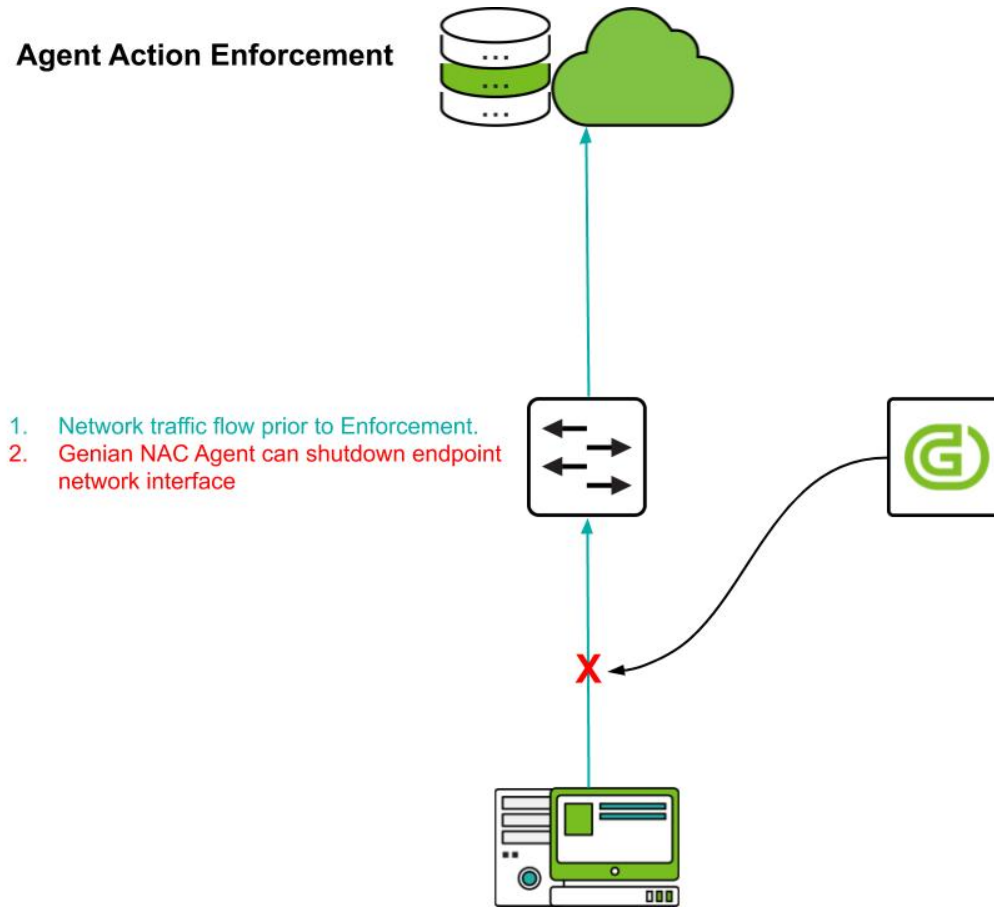 Agent Action Enforcement
1. Network traffic flow prior to Enforcement.
2. Genian NAC Agent can shutdown endpoint
network interface
X
G